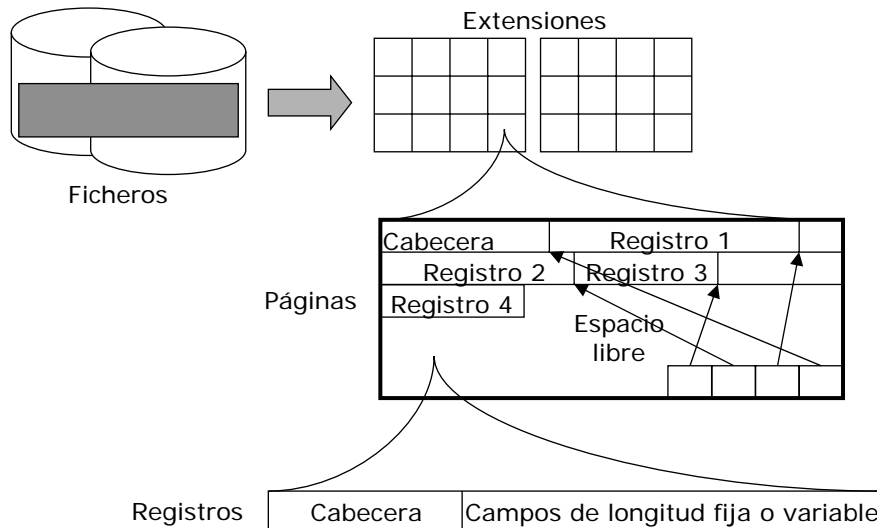 Extensiones
Ficheros
Cabecera
Registro 1
Registro 2
Registro 3
Páginas
Registro 4
Espacio
libre
Registros
Cabecera
Campos de longitud fija o variable